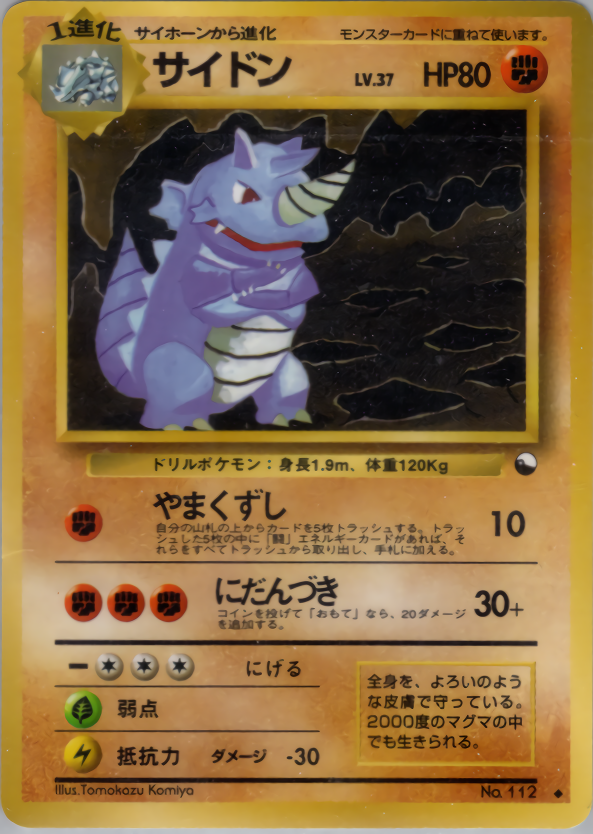 1進化 サイホーンから進化 モンスターカードに重ねて使います。
サイドン LV.37 HP80
ドリルポケモン：身長1.9m、体重120Kg
やまくずし 10
自分の山札の上からカードを5枚トラッシュする。トラッ
シュした5枚の中に「闘」エネルギーカードがあれば、そ
れらをすべてトラッシュから取り出し、手札に加える。
にだんづき 30+
コインを投げて「おもて」なら、20ダメージ
を追加する。
にげる
弱点
抵抗力 ダメージ -30
全身を、よろいのよう
な皮膚で守っている。
2000度のマグマの中
でも生きられる。
Illus.Tomokazu Komiya No. 112